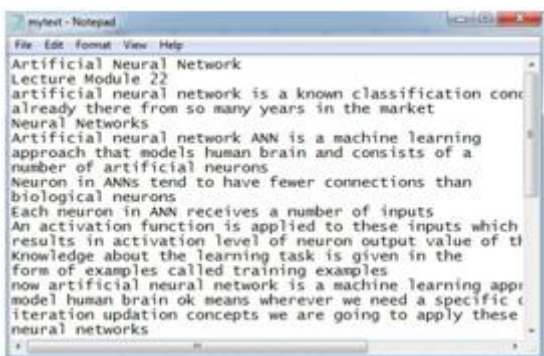 mytext - Notepad
File Edit Format View Help
Artificial Neural Network
Lecture Module 22
artificial neural network is a known classification conc
already there from so many years in the market
Neural Networks
Artificial neural network ANN is a machine learning
approach that models human brain and consists of a
number of artificial neurons
Neuron in ANNs tend to have fewer connections than
biological neurons
Each neuron in ANN receives a number of inputs
An activation function is applied to these inputs which
results in activation level of neuron output value of th
Knowledge about the learning task is given in the
form of examples called training examples
now artificial neural network is a machine learning appr
model human brain ok means wherever we need a specific
iteration updation concepts we are going to apply these
neural networks